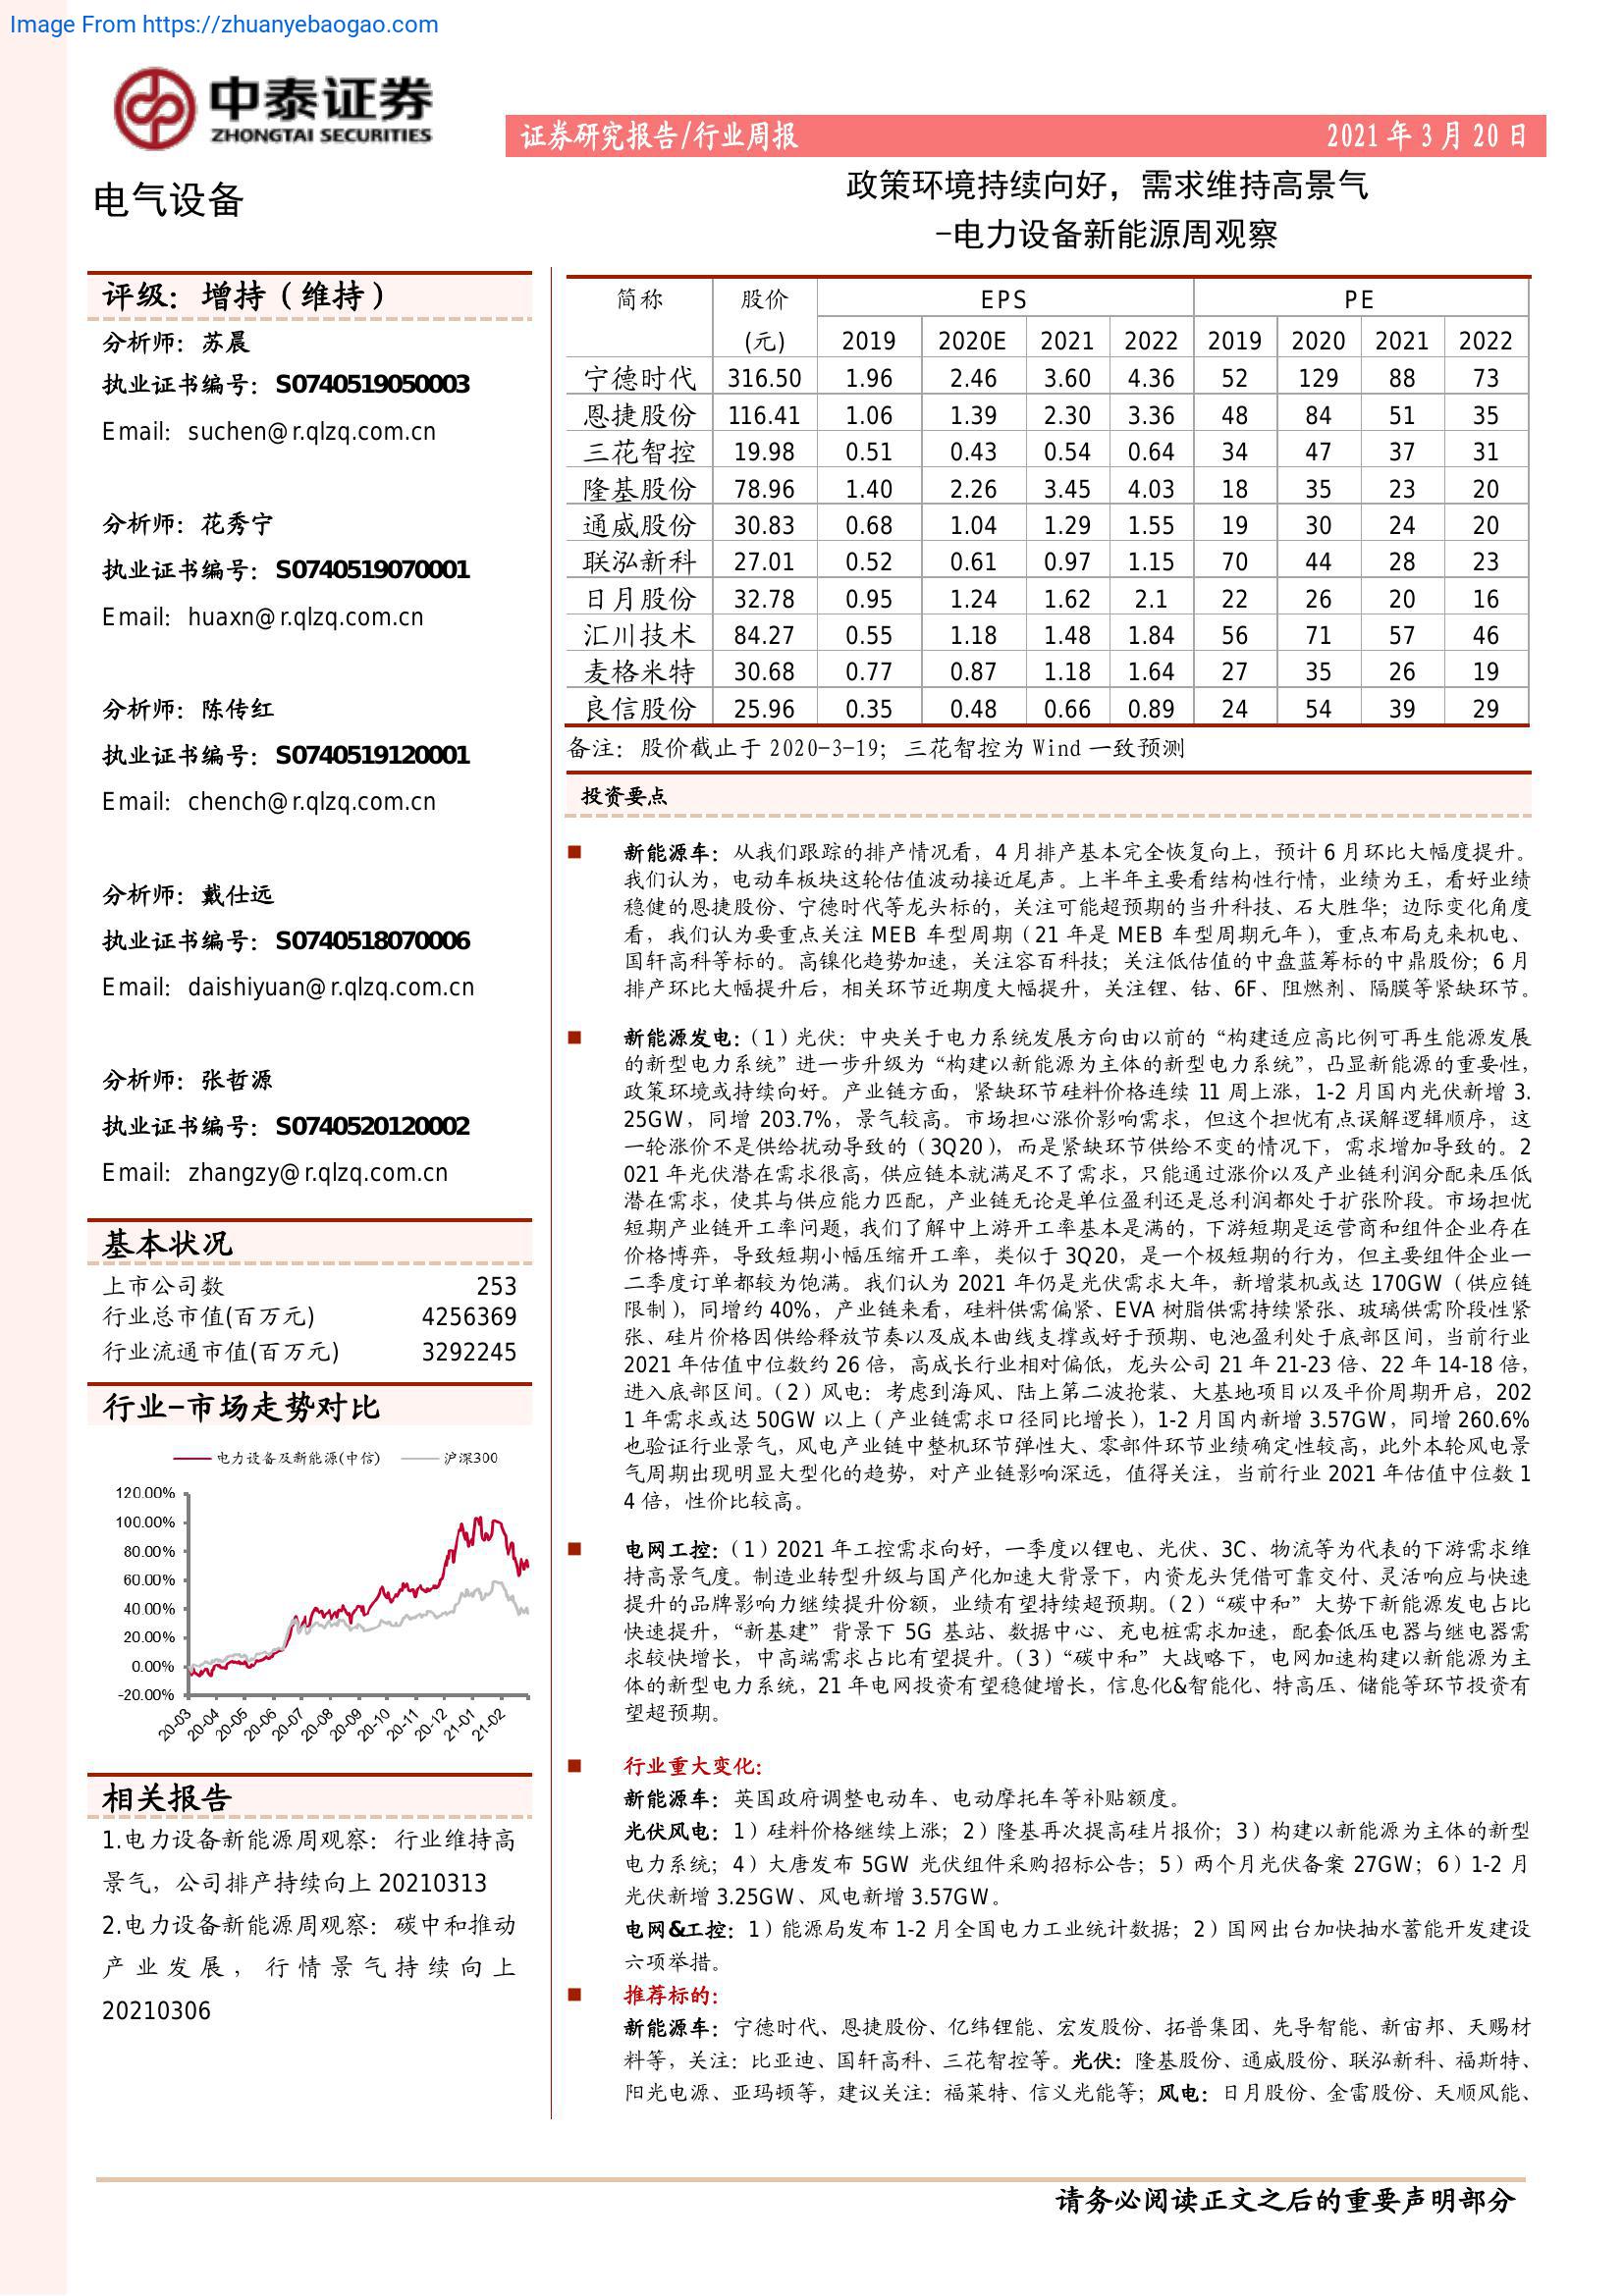 Image From https://zhuanyebaogao.com
中泰证券
ZHONGTAI SECURITIES
证券研究报告/行业周报
2021 年 3 月 20 日
电气设备
政策环境持续向好，需求维持高景气
-电力设备新能源周观察
评级：增持（维持）
分析师：苏晨
执业证书编号：S0740519050003
Email：suchen@r.qlzq.com.cn
分析师：花秀宁
执业证书编号：S0740519070001
Email：huaxn@r.qlzq.com.cn
分析师：陈传红
执业证书编号：S0740519120001
Email：chench@r.qlzq.com.cn
分析师：戴仕远
执业证书编号：S0740518070006
Email：daishiyuan@r.qlzq.com.cn
分析师：张哲源
执业证书编号：S0740520120002
Email：zhangzy@r.qlzq.com.cn
基本状况
上市公司数 253
行业总市值(百万元) 4256369
行业流通市值(百万元) 3292245
行业-市场走势对比
电力设备及新能源(中信) 沪深300
120.00%
100.00%
80.00%
60.00%
40.00%
20.00%
0.00%
-20.00%
20-03 20-04 20-05 20-06 20-07 20-08 20-09 20-10 20-11 20-12 21-01 21-02
相关报告
1.电力设备新能源周观察：行业维持高
景气，公司排产持续向上 20210313
2.电力设备新能源周观察：碳中和推动
产业发展，行情景气持续向上
20210306
简称 股价 EPS PE
(元) 2019 2020E 2021 2022 2019 2020 2021 2022
宁德时代 316.50 1.96 2.46 3.60 4.36 52 129 88 73
恩捷股份 116.41 1.06 1.39 2.30 3.36 48 84 51 35
三花智控 19.98 0.51 0.43 0.54 0.64 34 47 37 31
隆基股份 78.96 1.40 2.26 3.45 4.03 18 35 23 20
通威股份 30.83 0.68 1.04 1.29 1.55 19 30 24 20
联泓新科 27.01 0.52 0.61 0.97 1.15 70 44 28 23
日月股份 32.78 0.95 1.24 1.62 2.1 22 26 20 16
汇川技术 84.27 0.55 1.18 1.48 1.84 56 71 57 46
麦格米特 30.68 0.77 0.87 1.18 1.64 27 35 26 19
良信股份 25.96 0.35 0.48 0.66 0.89 24 54 39 29
备注：股价截止于 2020-3-19；三花智控为 Wind 一致预测
投资要点
■ 新能源车：从我们跟踪的排产情况看，4 月排产基本完全恢复向上，预计 6 月环比大幅度提升。
我们认为，电动车板块这轮估值波动接近尾声。上半年主要看结构性行情，业绩为王，看好业绩
稳健的恩捷股份、宁德时代等龙头标的，关注可能超预期的当升科技、石大胜华；边际变化角度
看，我们认为要重点关注 MEB 车型周期（21 年是 MEB 车型周期元年），重点布局克来机电、
国轩高科等标的。高镍化趋势加速，关注容百科技；关注低估值的中盘蓝筹标的中鼎股份；6 月
排产环比大幅提升后，相关环节近期度大幅提升，关注锂、钴、6F、阻燃剂、隔膜等紧缺环节。
■ 新能源发电：（1）光伏：中央关于电力系统发展方向由以前的“构建适应高比例可再生能源发展
的新型电力系统”进一步升级为“构建以新能源为主体的新型电力系统”，凸显新能源的重要性，
政策环境或持续向好。产业链方面，紧缺环节硅料价格连续 11 周上涨，1-2 月国内光伏新增 3.
25GW，同增 203.7%，景气较高。市场担心涨价影响需求，但这个担忧有点误解逻辑顺序，这
一轮涨价不是供给扰动导致的（3Q20），而是紧缺环节供给不变的情况下，需求增加导致的。2
021 年光伏潜在需求很高，供应链本就满足不了需求，只能通过涨价以及产业链利润分配来压低
潜在需求，使其与供应能力匹配，产业链无论是单位盈利还是总利润都处于扩张阶段。市场担忧
短期产业链开工率问题，我们了解中上游开工率基本是满的，下游短期是运营商和组件企业存在
价格博弈，导致短期小幅压缩开工率，类似于 3Q20，是一个极短期的行为，但主要组件企业一
二季度订单都较为饱满。我们认为 2021 年仍是光伏需求大年，新增装机或达 170GW（供应链
限制），同增约 40%，产业链来看，硅料供需偏紧、EVA 树脂供需持续紧张、玻璃供需阶段性紧
张、硅片价格因供给释放节奏以及成本曲线支撑或好于预期、电池盈利处于底部区间，当前行业
2021 年估值中位数约 26 倍，高成长行业相对偏低，龙头公司 21 年 21-23 倍、22 年 14-18 倍，
进入底部区间。（2）风电：考虑到海风、陆上第二波抢装、大基地项目以及平价周期开启，202
1 年需求或达 50GW 以上（产业链需求口径同比增长），1-2 月国内新增 3.57GW，同增 260.6%
也验证行业景气，风电产业链中整机环节弹性大、零部件环节业绩确定性较高，此外本轮风电景
气周期出现明显大型化的趋势，对产业链影响深远，值得关注，当前行业 2021 年估值中位数 1
4 倍，性价比较高。
■ 电网工控：（1）2021 年工控需求向好，一季度以锂电、光伏、3C、物流等为代表的下游需求维
持高景气度。制造业转型升级与国产化加速大背景下，内资龙头凭借可靠交付、灵活响应与快速
提升的品牌影响力继续提升份额，业绩有望持续超预期。（2）“碳中和”大势下新能源发电占比
快速提升，“新基建”背景下 5G 基站、数据中心、充电桩需求加速，配套低压电器与继电器需
求较快增长，中高端需求占比有望提升。（3）“碳中和”大战略下，电网加速构建以新能源为主
体的新型电力系统，21 年电网投资有望稳健增长，信息化&智能化、特高压、储能等环节投资有
望超预期。
■ 行业重大变化：
新能源车：英国政府调整电动车、电动摩托车等补贴额度。
光伏风电：1）硅料价格继续上涨；2）隆基再次提高硅片报价；3）构建以新能源为主体的新型
电力系统；4）大唐发布 5GW 光伏组件采购招标公告；5）两个月光伏备案 27GW；6）1-2 月
光伏新增 3.25GW、风电新增 3.57GW。
电网&工控：1）能源局发布 1-2 月全国电力工业统计数据；2）国网出台加快抽水蓄能开发建设
六项举措。
■ 推荐标的：
新能源车：宁德时代、恩捷股份、亿纬锂能、宏发股份、拓普集团、先导智能、新宙邦、天赐材
料等，关注：比亚迪、国轩高科、三花智控等。光伏：隆基股份、通威股份、联泓新科、福斯特、
阳光电源、亚玛顿等，建议关注：福莱特、信义光能等；风电：日月股份、金雷股份、天顺风能、
请务必阅读正文之后的重要声明部分